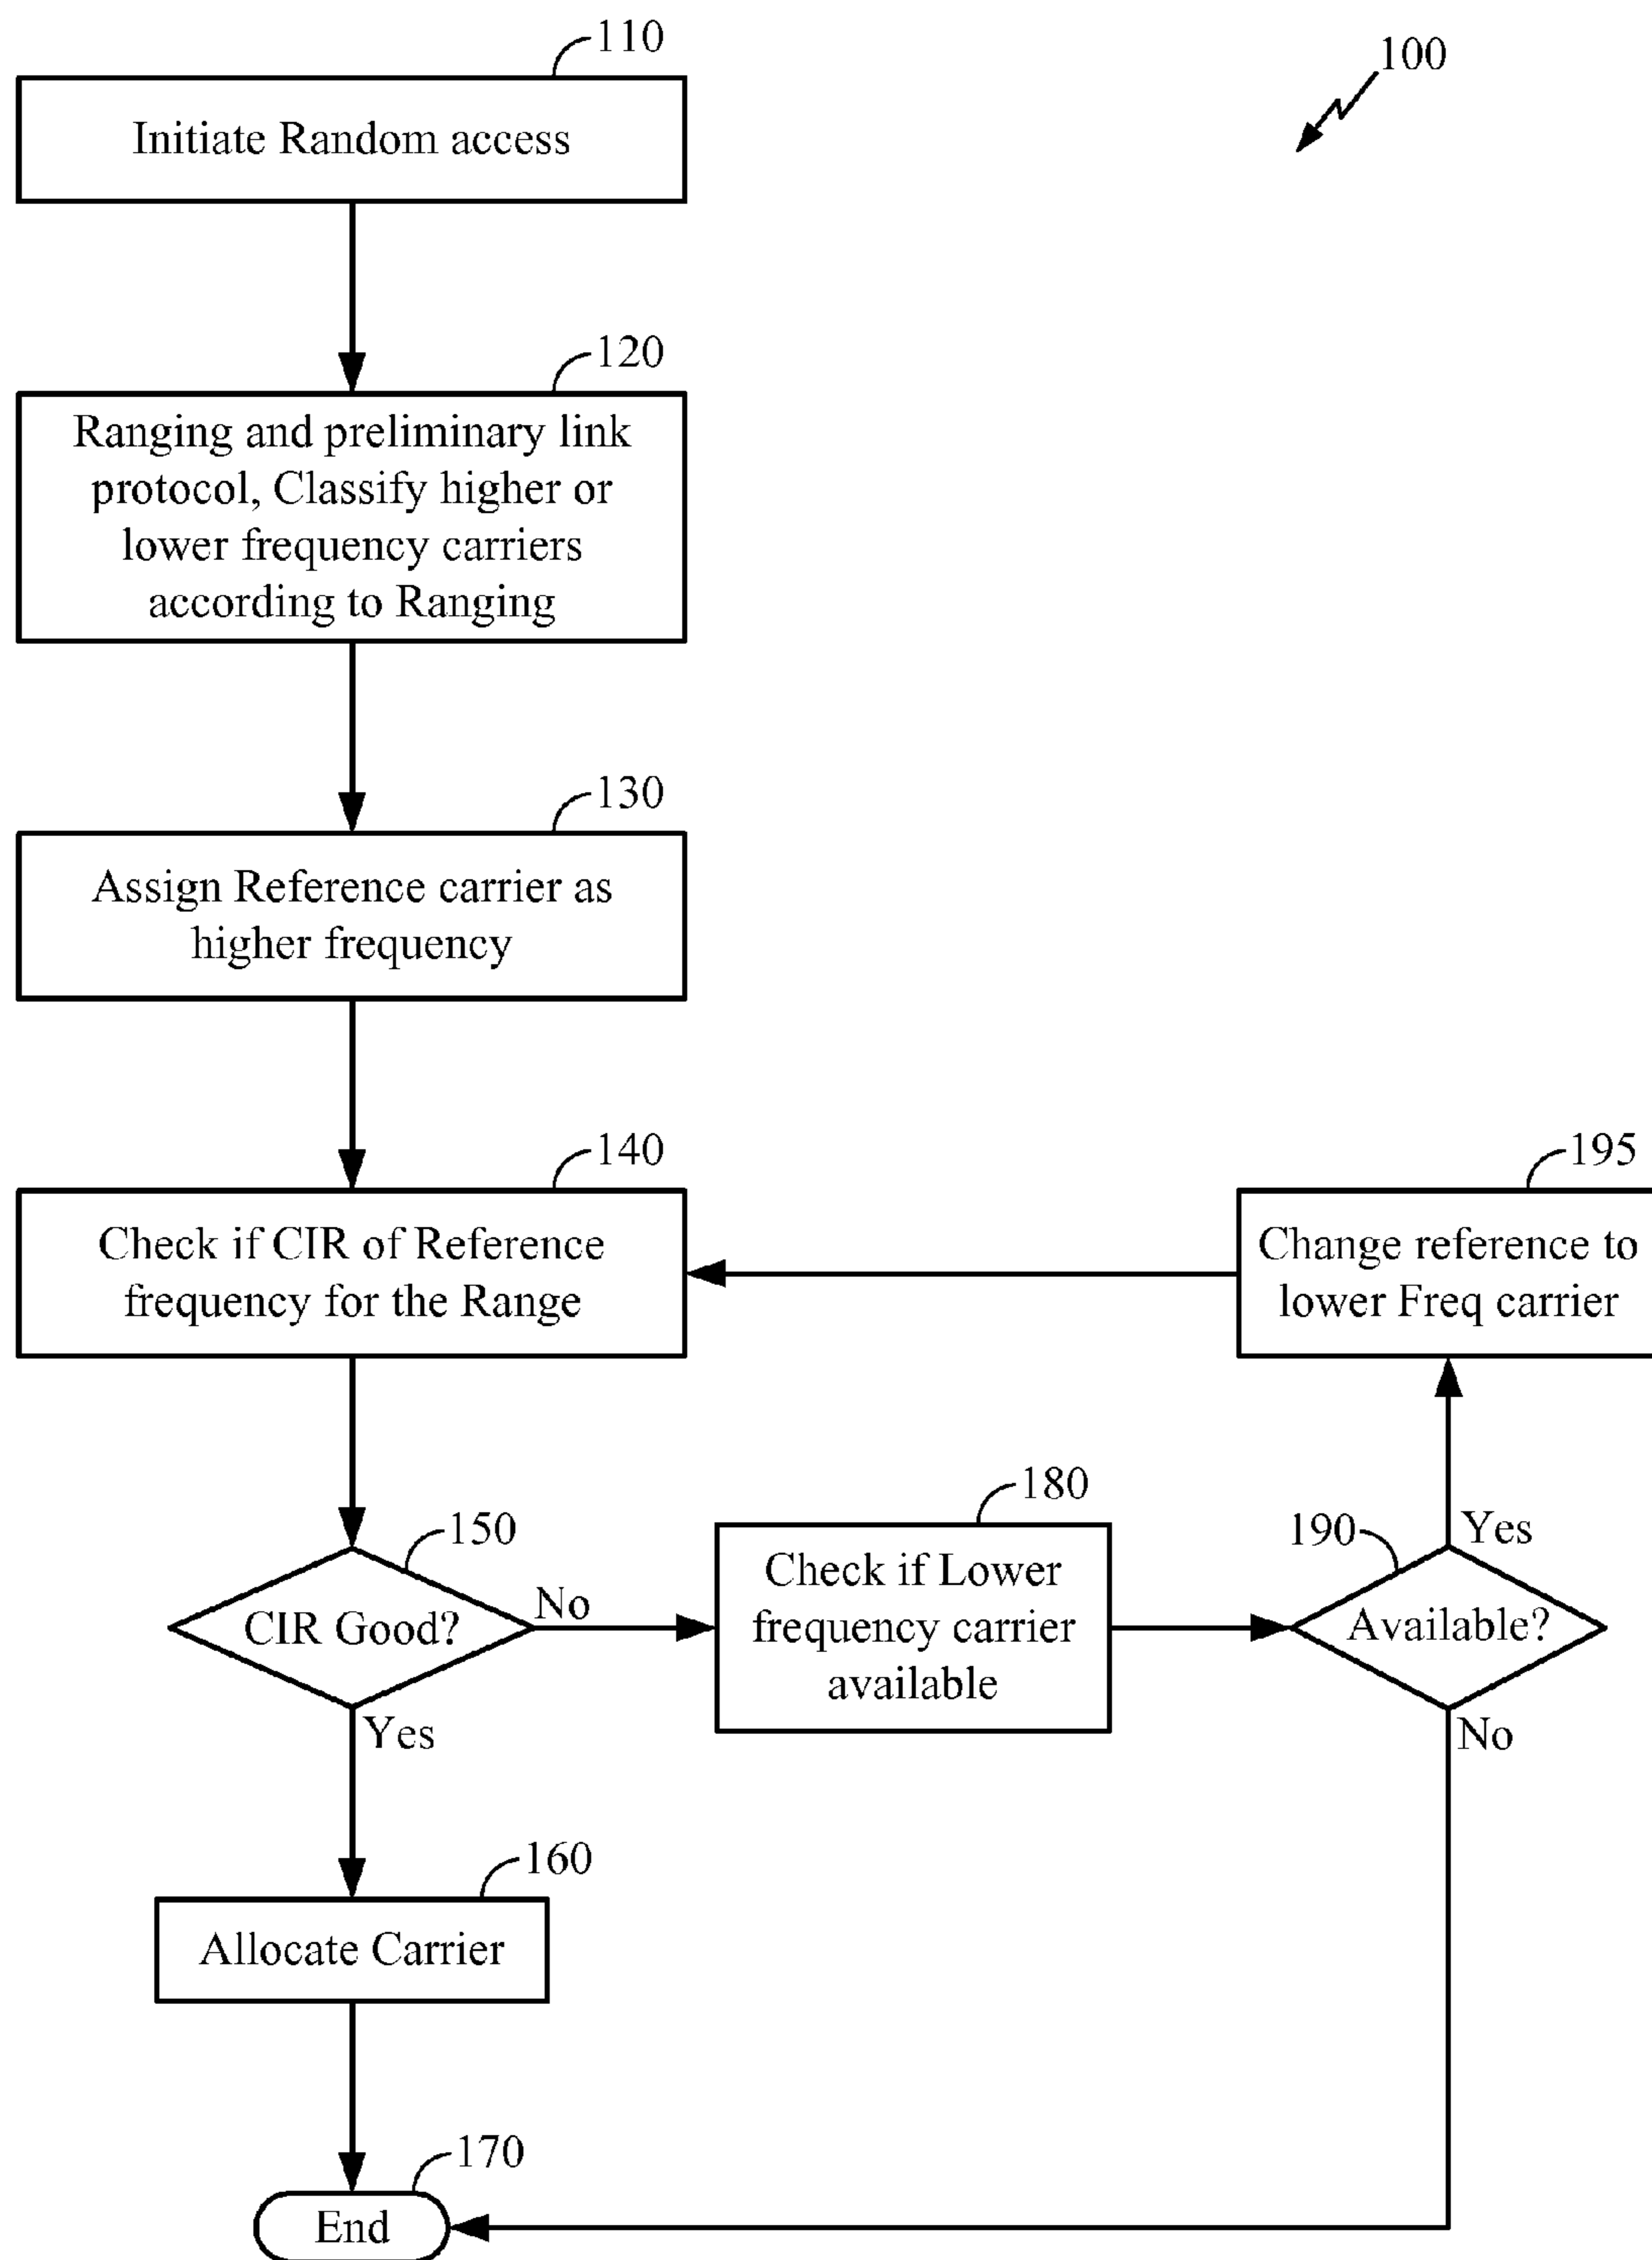 110
100
Initiate Random access
120
Ranging and preliminary link
protocol, Classify higher or
lower frequency carriers
according to Ranging
130
Assign Reference carrier as
higher frequency
140
195
Check if CIR of Reference
frequency for the Range
Change reference to
lower Freq carrier
150
CIR Good?
No
Yes
180
Check if Lower
frequency carrier
available
190
Yes
Available?
No
160
Allocate Carrier
170
End